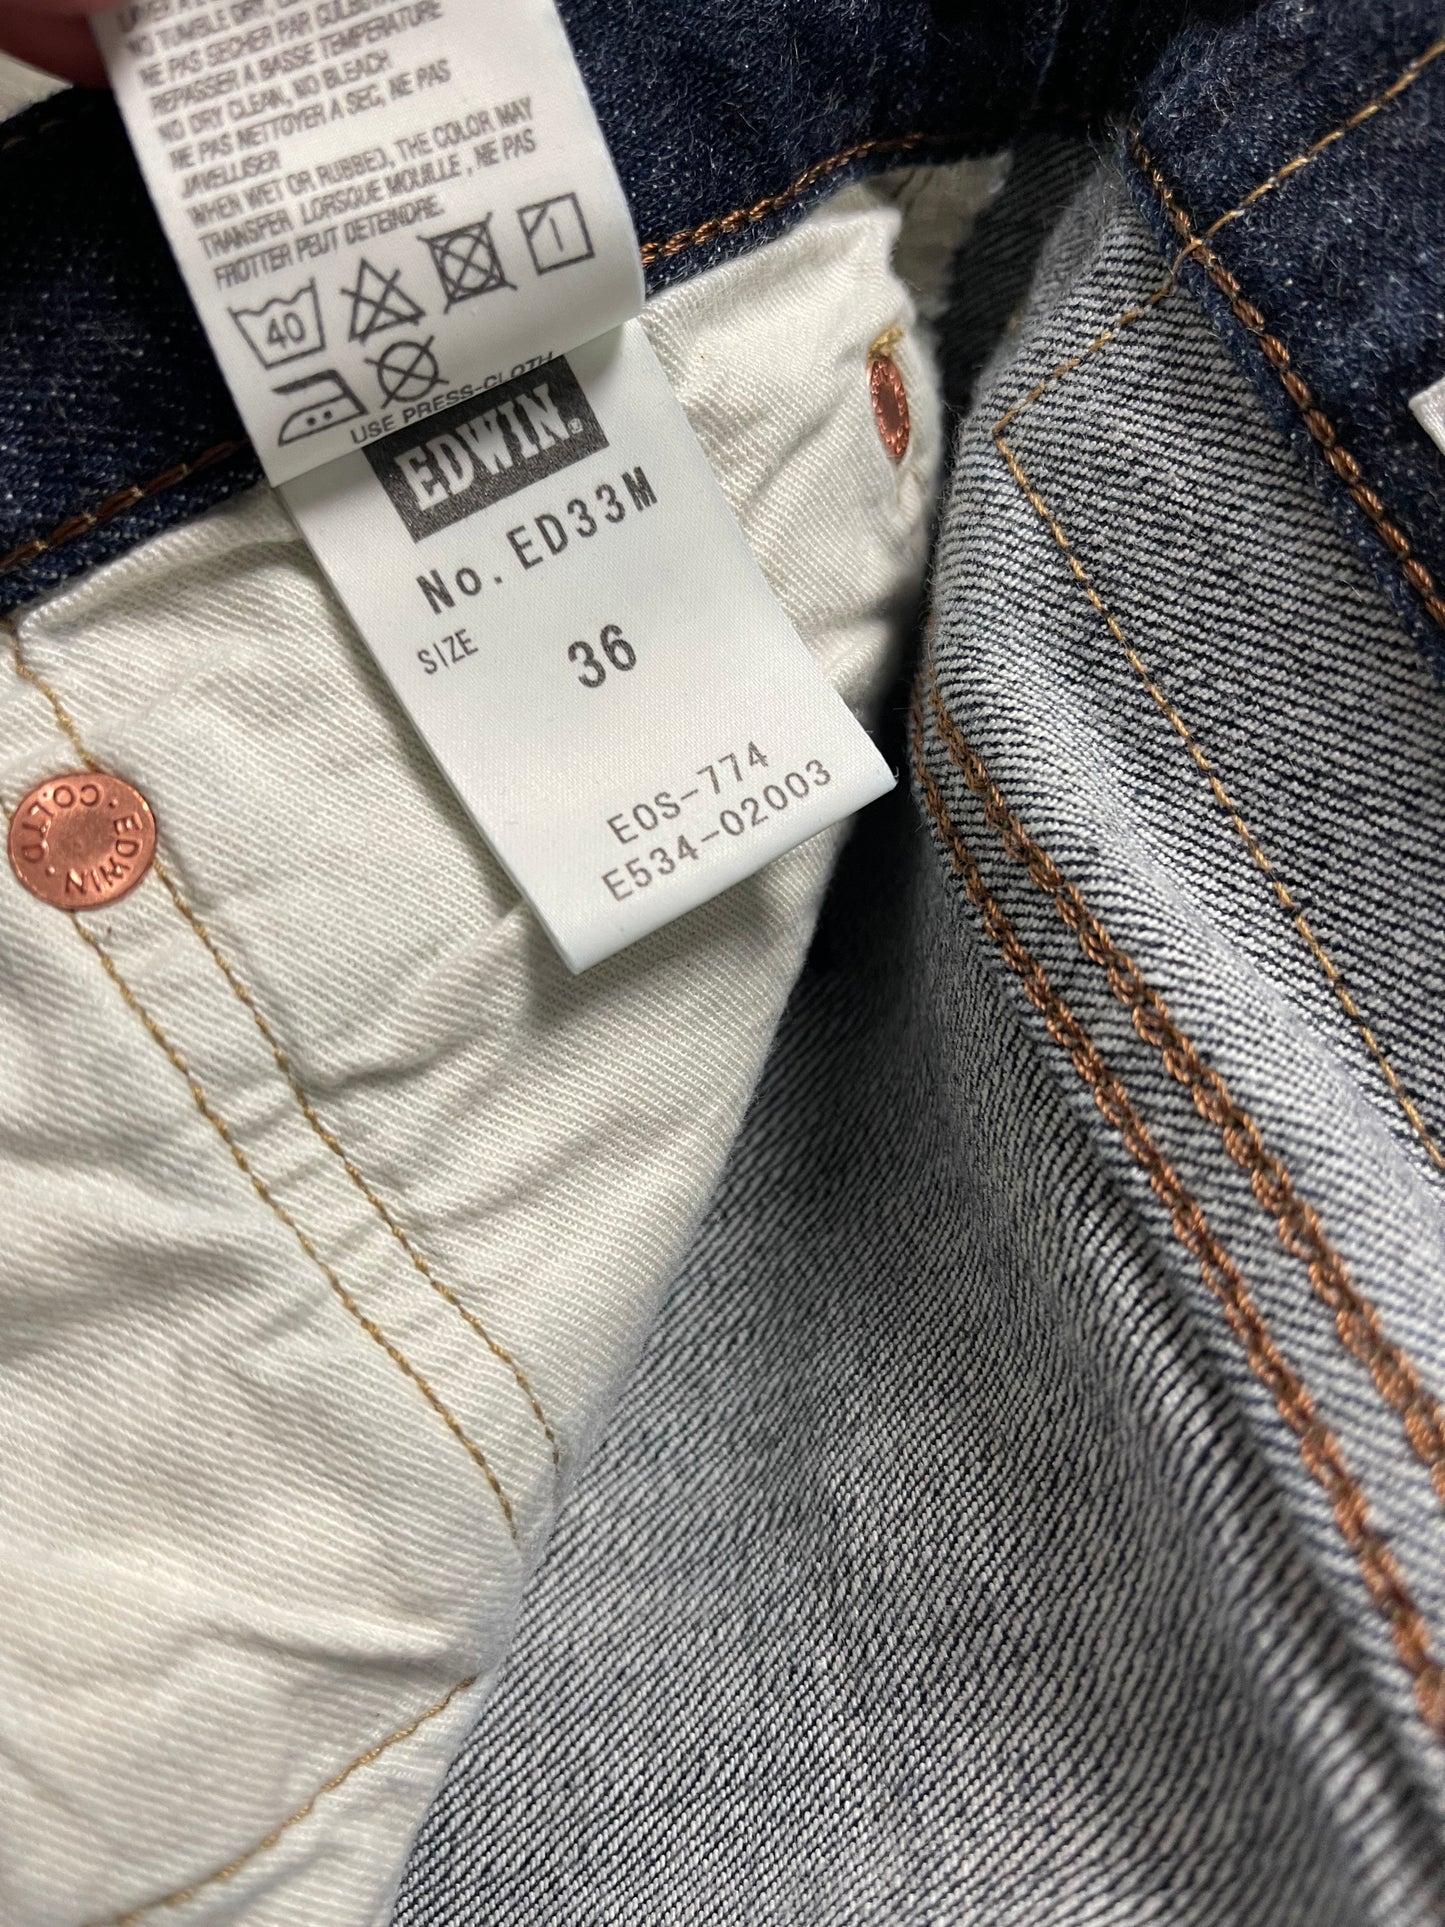 NO TUMBLE DRY,
NE PAS SECHER PAR CULBUTAGE
REPASSER A BASSE TEMPERATURE
NO DRY CLEAN, NO BLEACH
NE PAS NETTOYER A SEC, NE PAS
JAVELLISER
WHEN WET OR RUBBED, THE COLOR MAY
TRANSFER LORSQUE MOUILLE , NE PAS
FROTTER PEUT DETEINDRE
40
USE PRESS-CLOTH
EDWIN®
No. ED33M
SIZE 36
EOS-774
E534-02003
EDWIN
CO.LTD.